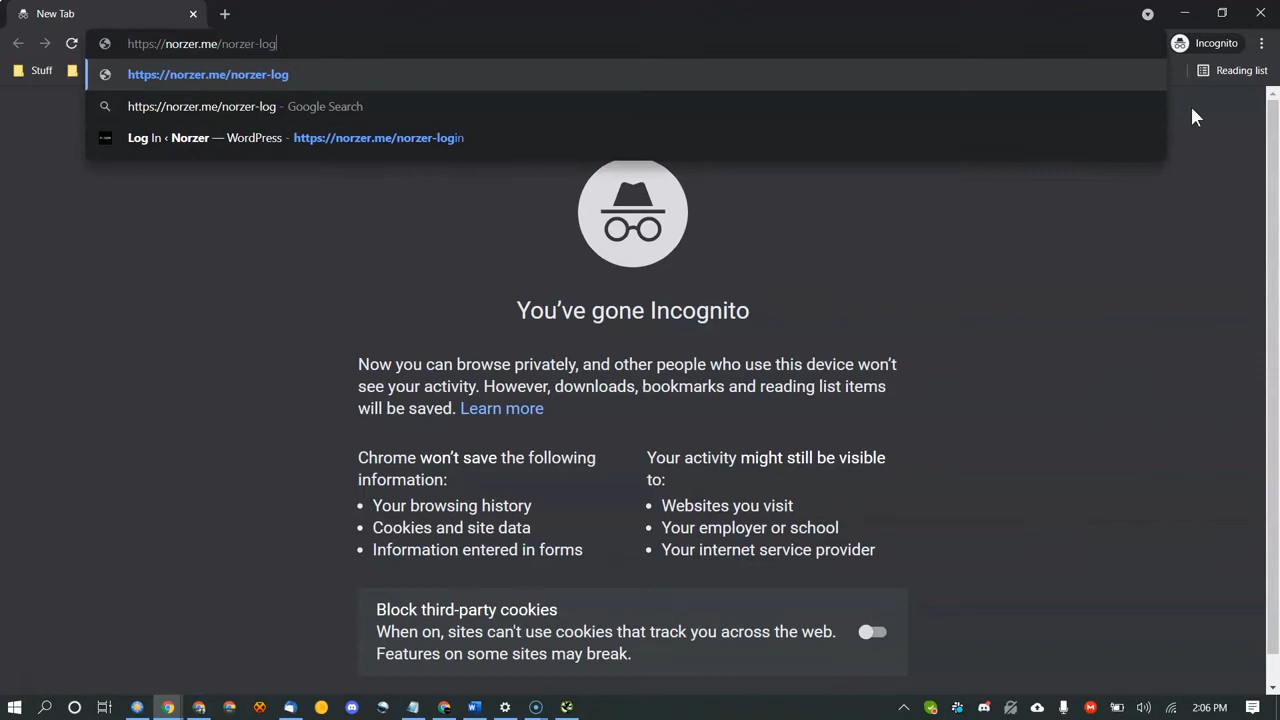 New Tab
https://norzer.me/norzer-log
Incognito
Stuff
https://norzer.me/norzer-log
Reading list
https://norzer.me/norzer-log - Google Search
Log In ‹ Norzer — WordPress - https://norzer.me/norzer-login
You've gone Incognito
Now you can browse privately, and other people who use this device won't
see your activity. However, downloads, bookmarks and reading list items
will be saved. Learn more
Chrome won't save the following
information:
• Your browsing history
• Cookies and site data
• Information entered in forms
Your activity might still be visible
to:
• Websites you visit
• Your employer or school
• Your internet service provider
Block third-party cookies
When on, sites can't use cookies that track you across the web.
Features on some sites may break.
2:06 PM